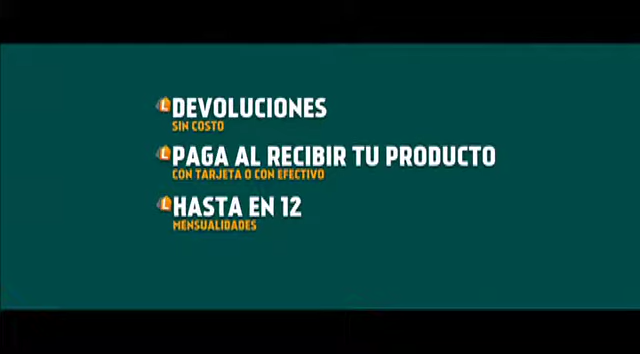 L DEVOLUCIONES
SIN COSTO
L PAGA AL RECIBIR TU PRODUCTO
CON TARJETA O CON EFECTIVO
L HASTA EN 12
MENSUALIDADES